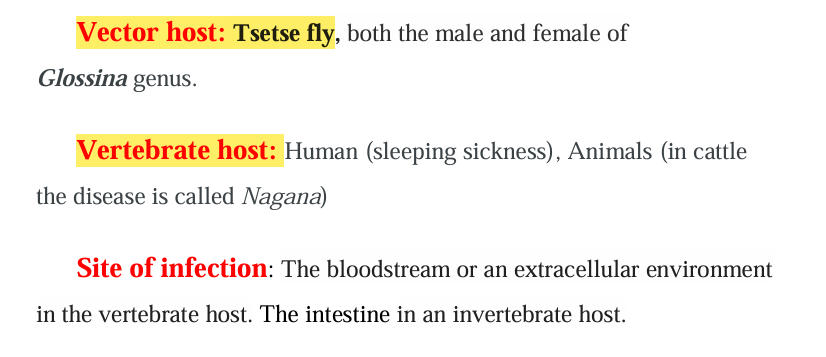 Vector host: Tsetse fly, both the male and female of
Glossina genus.
Vertebrate host: Human (sleeping sickness), Animals (in cattle
the disease is called Nagana)
Site of infection: The bloodstream or an extracellular environment
in the vertebrate host. The intestine in an invertebrate host.